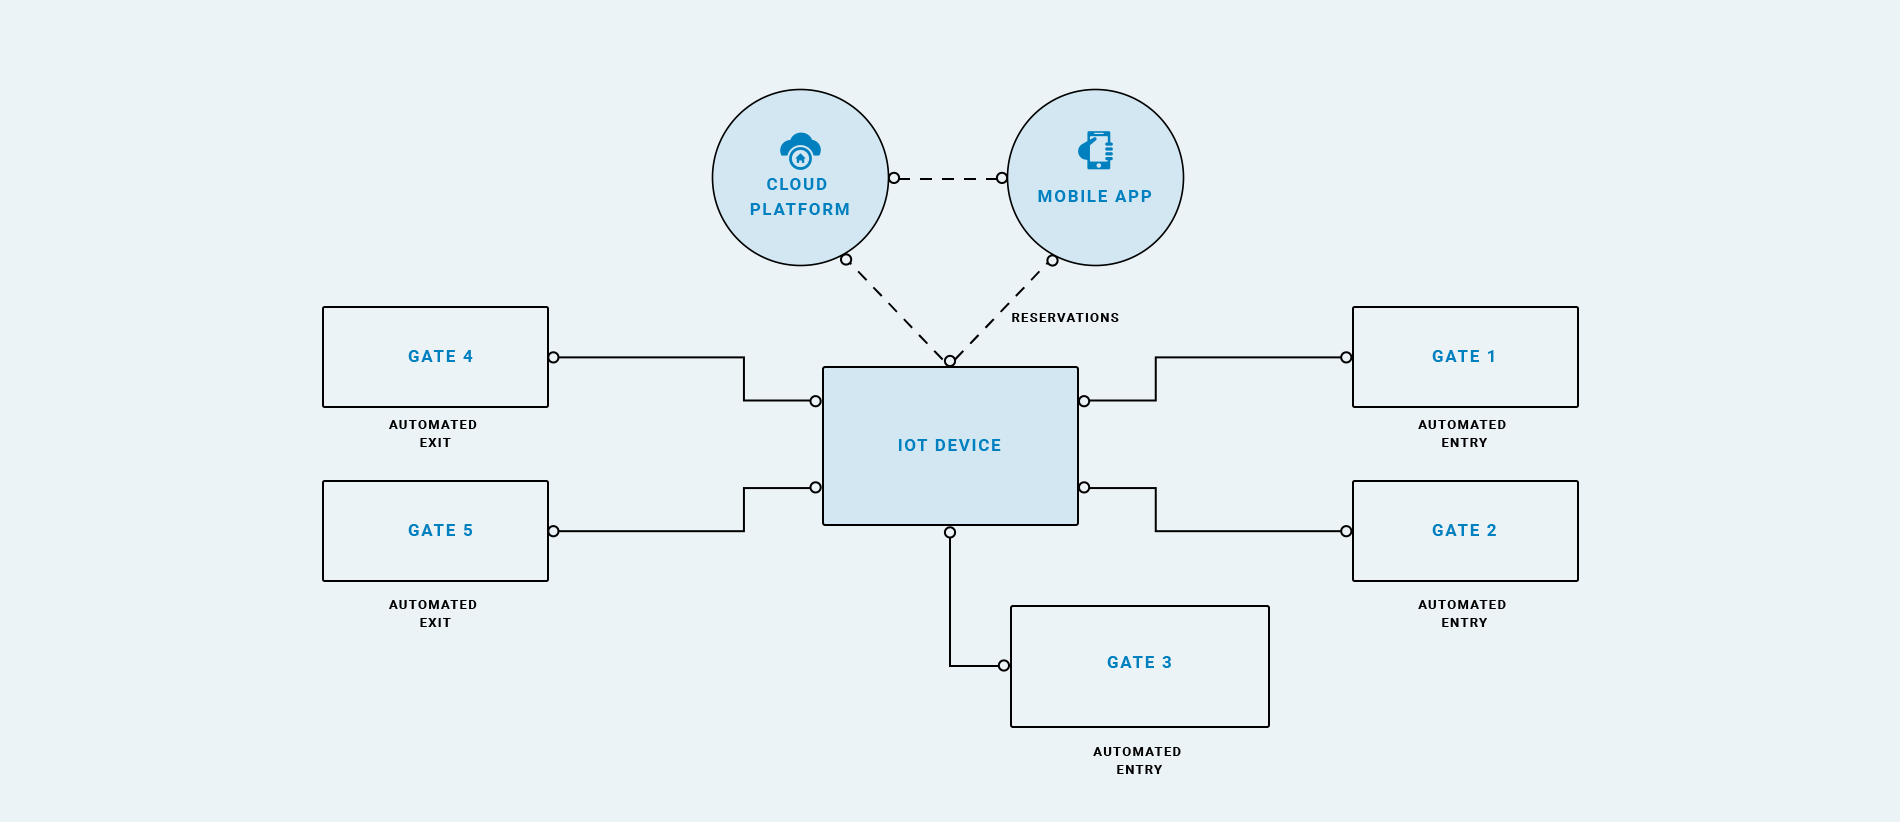 CLOUD
PLATFORM
MOBILE APP
RESERVATIONS
GATE 4
AUTOMATED
EXIT
GATE 1
AUTOMATED
ENTRY
IOT DEVICE
GATE 5
AUTOMATED
EXIT
GATE 2
AUTOMATED
ENTRY
GATE 3
AUTOMATED
ENTRY